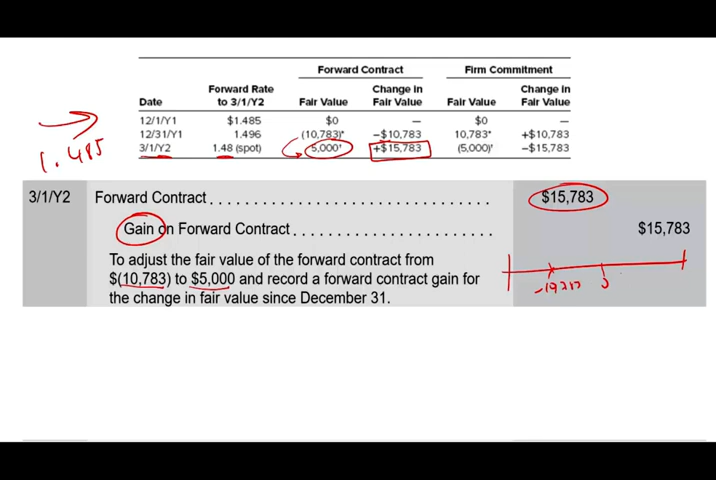 Forward Contract Firm Commitment
Forward Rate Change in Change in
Date to 3/1/Y2 Fair Value Fair Value Fair Value Fair Value
12/1/Y1 $1.485 $0 — $0 —
12/31/Y1 1.496 (10,783)* –$10,783 10,783* +$10,783
3/1/Y2 1.48 (spot) 5,000† +$15,783 (5,000)† –$15,783
1.485
3/1/Y2 Forward Contract . . . . . . . . . . . . . . . . . . . . . . . . . . . . . . . . . $15,783
Gain on Forward Contract . . . . . . . . . . . . . . . . . . . . . . . $15,783
To adjust the fair value of the forward contract from
$(10,783) to $5,000 and record a forward contract gain for
the change in fair value since December 31.